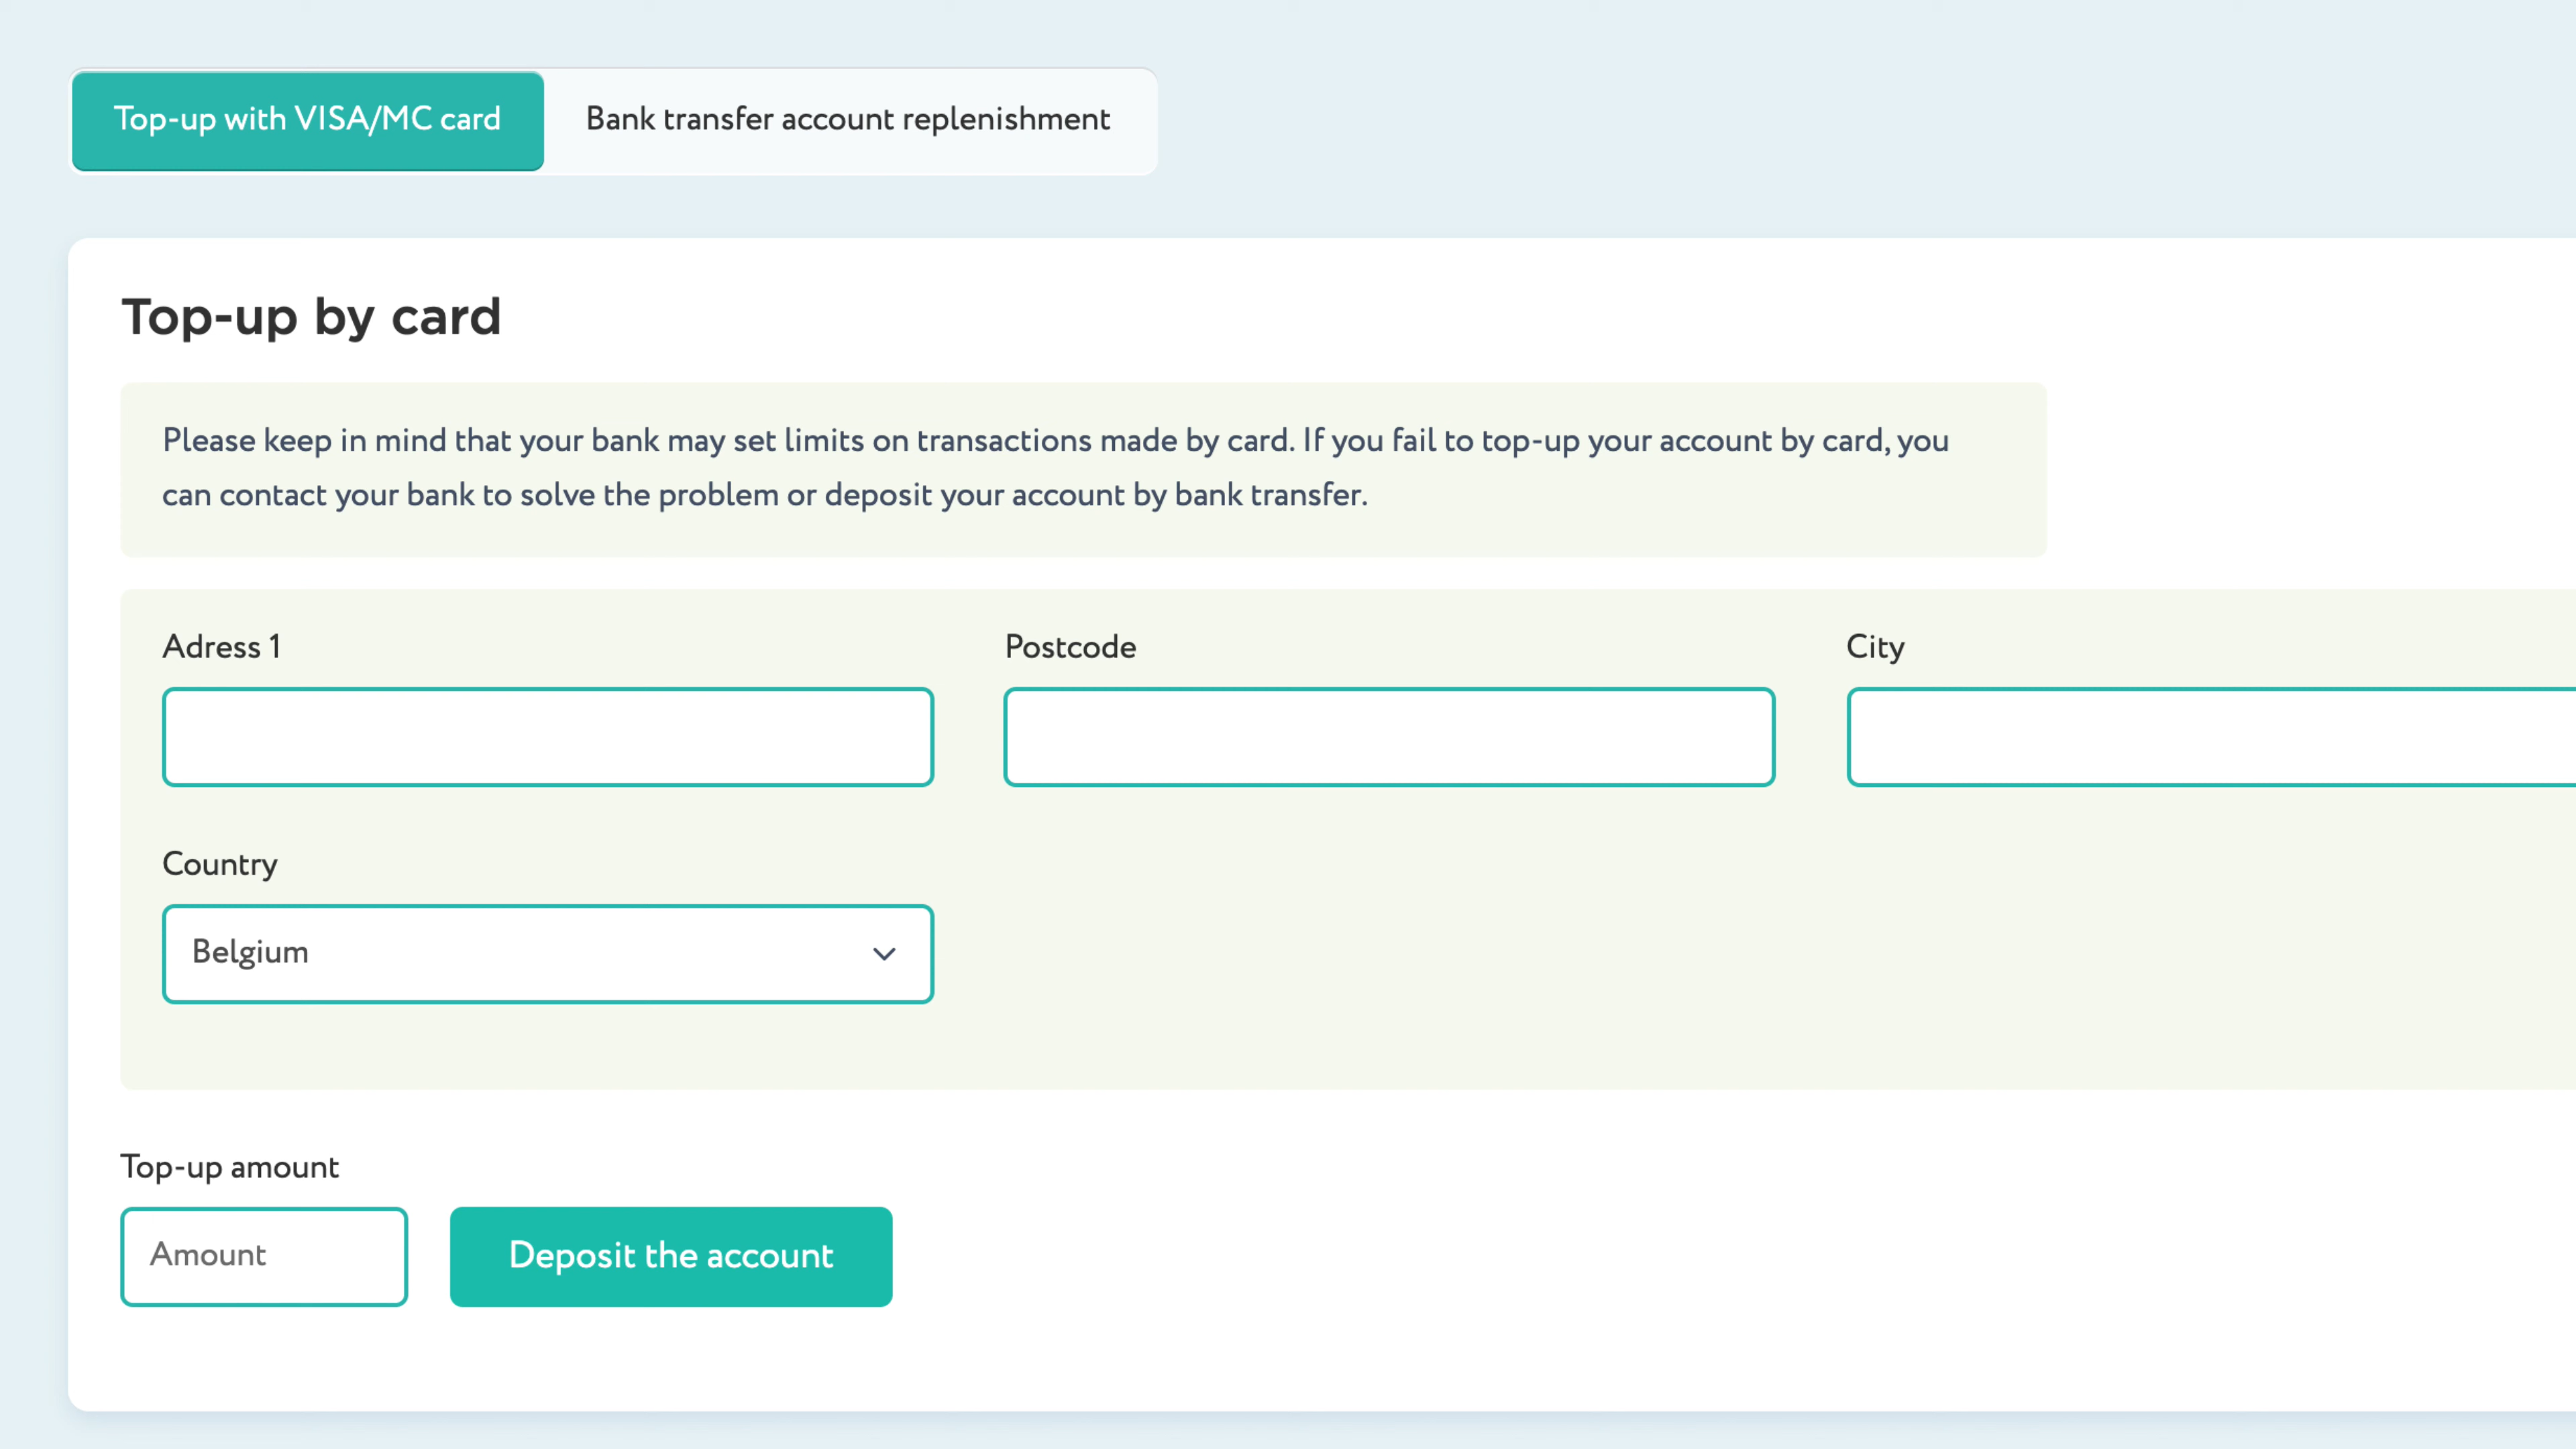 Top-up with VISA/MC card
Bank transfer account replenishment
Top-up by card
Please keep in mind that your bank may set limits on transactions made by card. If you fail to top-up your account by card, you
can contact your bank to solve the problem or deposit your account by bank transfer.
Adress 1
Postcode
City
Country
Belgium
Top-up amount
Amount
Deposit the account